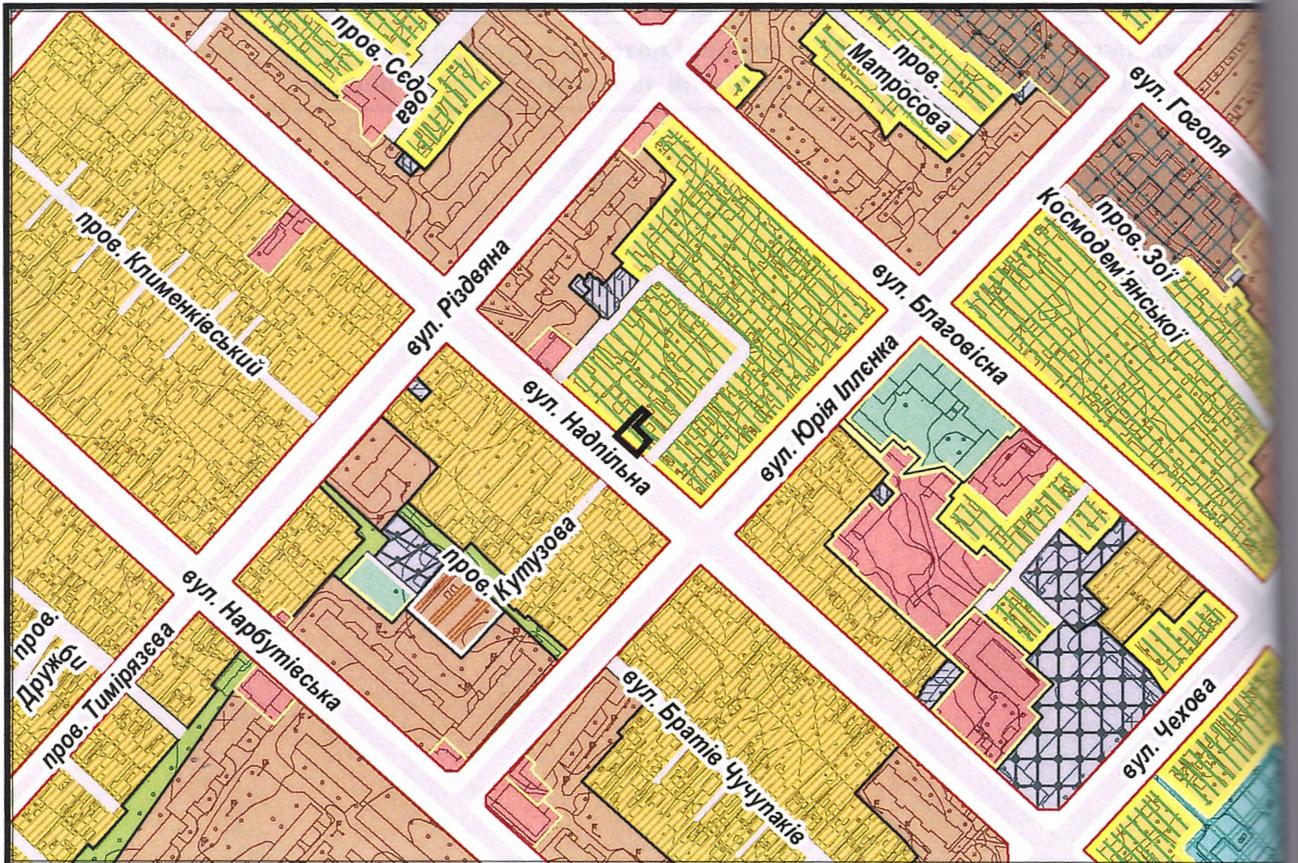 пров. Седова
пров.
Матросова
вул. Гоголя
пров. Клименківський
вул. Різдвяна
пров. Зої
Космодем'янської
вул. Благовісна
вул. Надпільна
вул. Юрія Іллєнка
пров. Кутузова
вул. Нарбутівська
пров.
Дружби
пров. Тимірязєва
вул. Братів Чучупаків
вул. Чехова